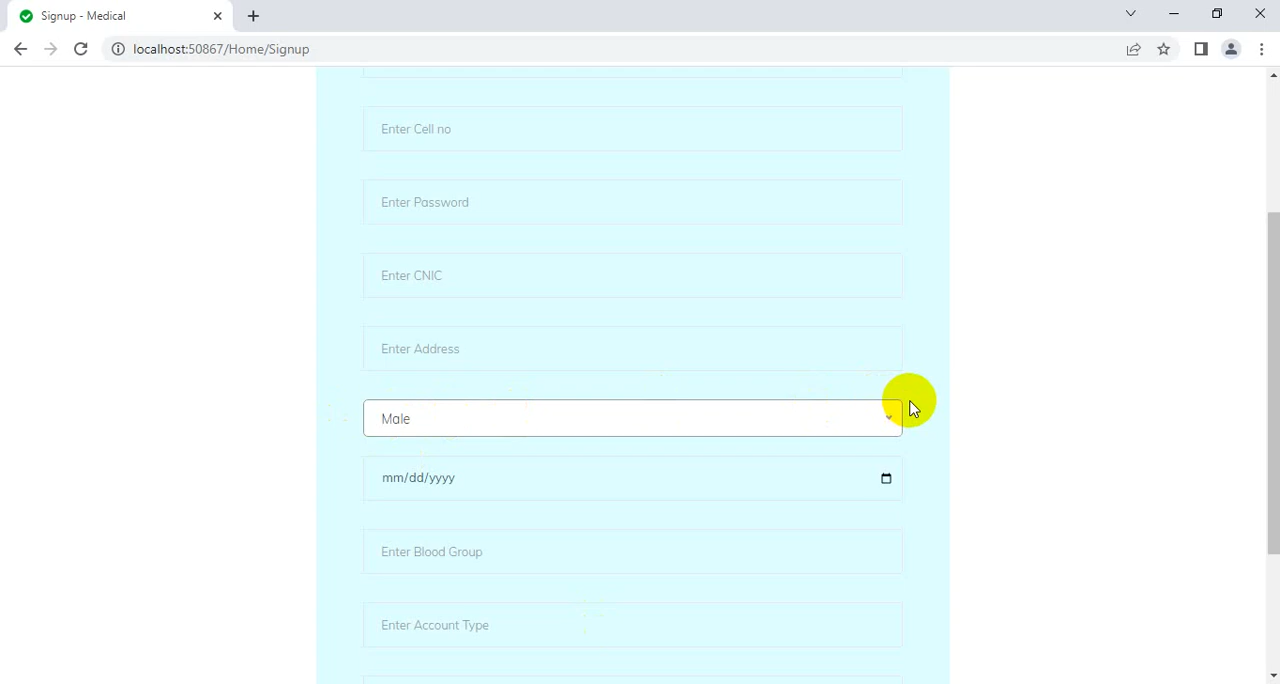 Signup - Medical
localhost:50867/Home/Signup
Enter Cell no
Enter Password
Enter CNIC
Enter Address
Male
mm/dd/yyyy
Enter Blood Group
Enter Account Type